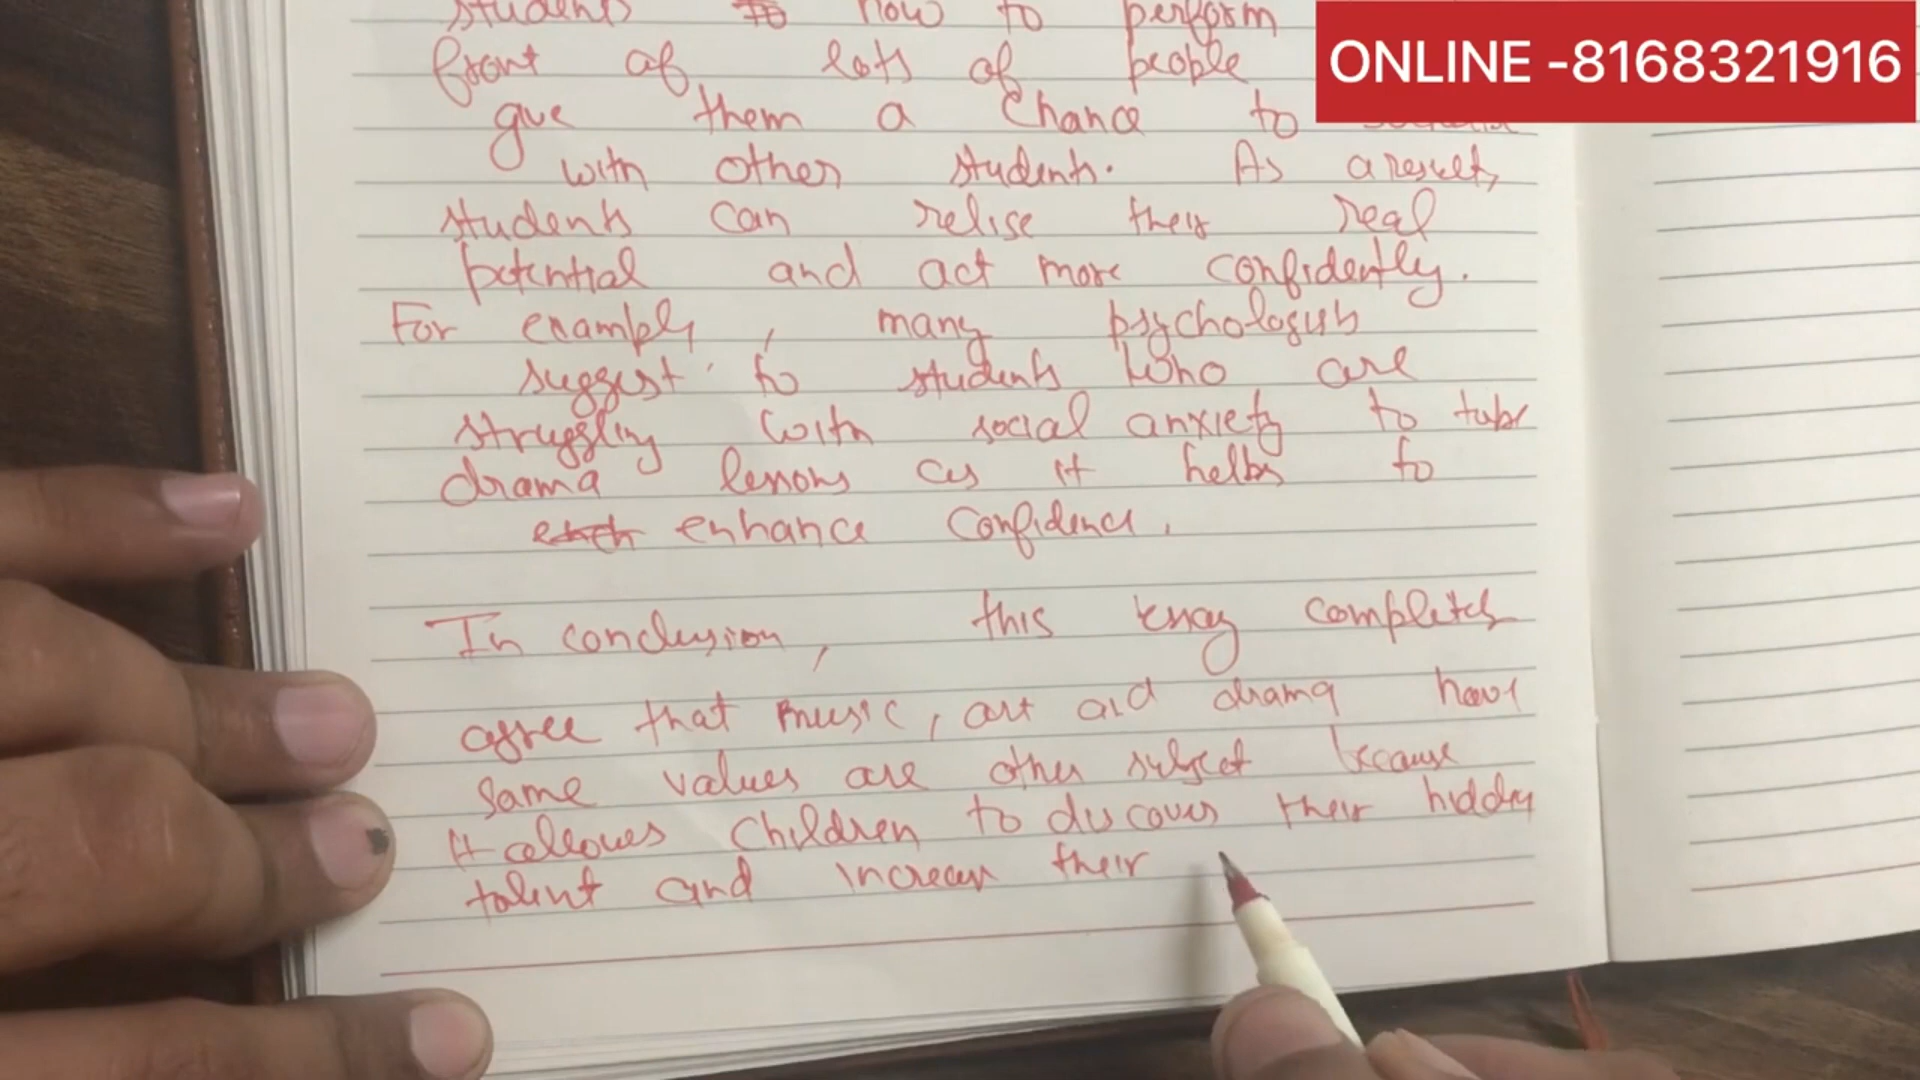 students to how to perform
front of lots of people
ONLINE -8168321916
give them a chance to
with other students. As a result,
students can relise their real
potential and act more confidently.
For example, many psychologists
suggest to students who are
struggling with social anxiety to take
drama lessons as it helps to
enhance confidence.
In conclusion, this essay completely
agree that music, art and drama have
same values are other subject because
It allowes children to discover their hidden
talent and increase their